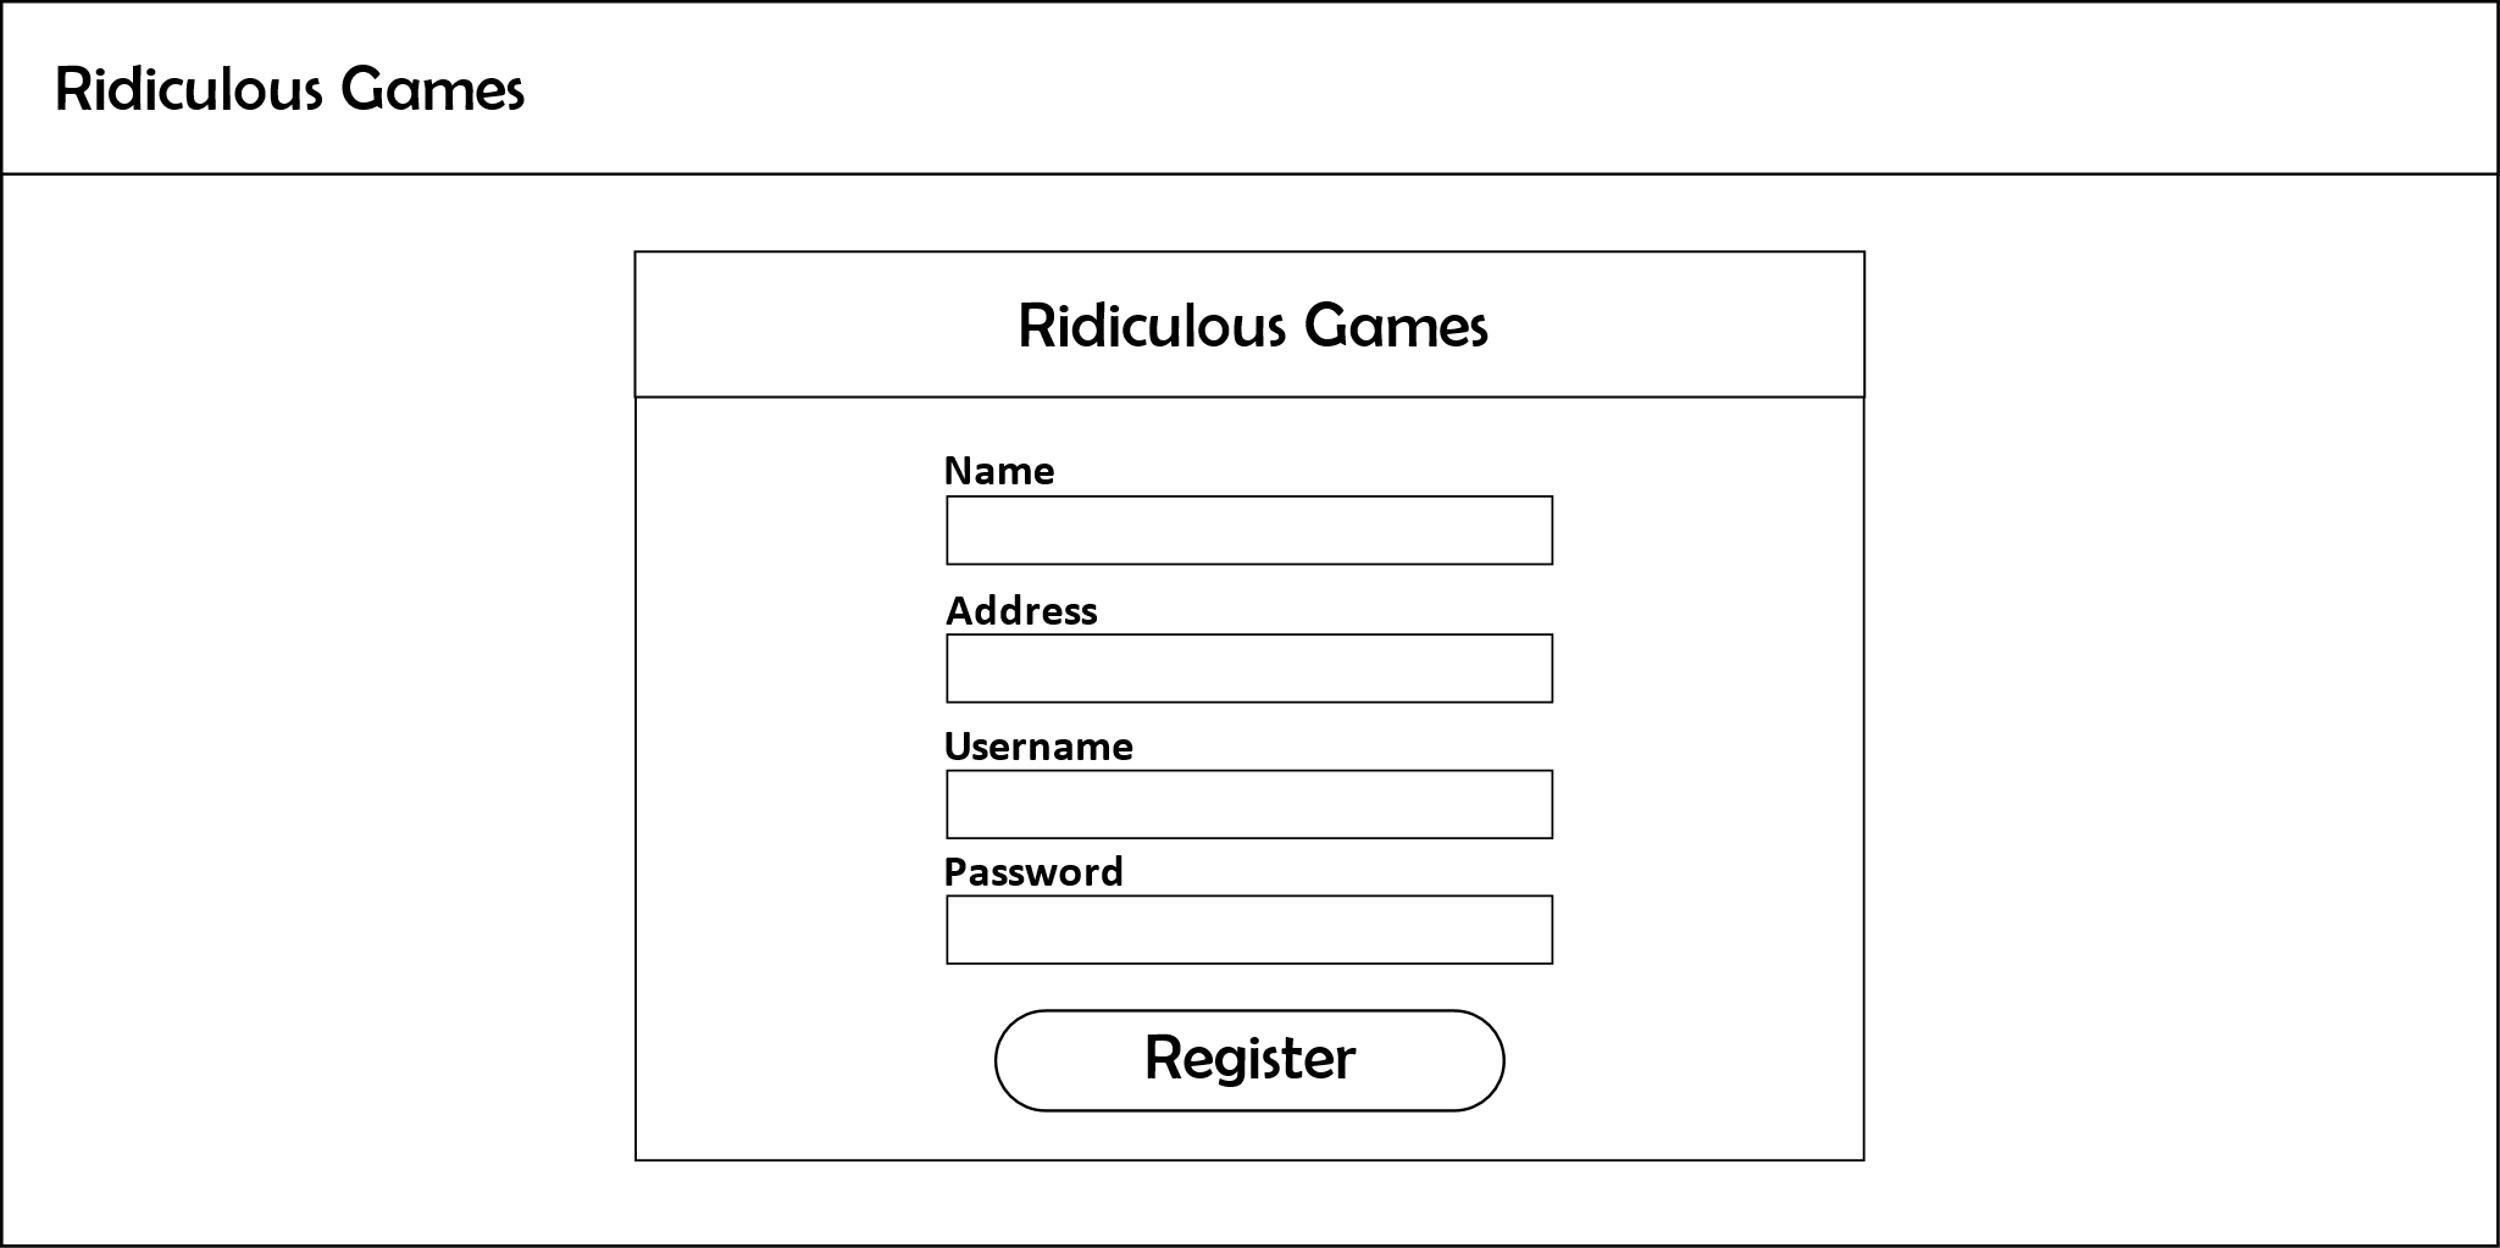 Ridiculous Games
Ridiculous Games
Name
Address
Username
Password
Register